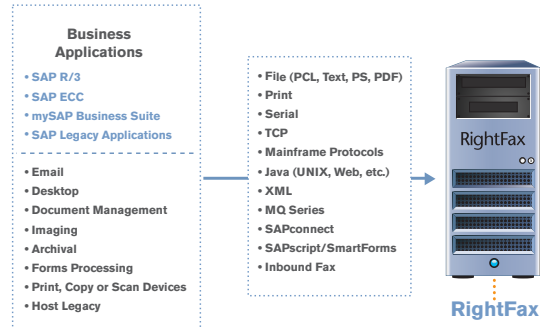 Business
Applications
• SAP R/3
• SAP ECC
• mySAP Business Suite
• SAP Legacy Applications
• Email
• Desktop
• Document Management
• Imaging
• Archival
• Forms Processing
• Print, Copy or Scan Devices
• Host Legacy
• File (PCL, Text, PS, PDF)
• Print
• Serial
• TCP
• Mainframe Protocols
• Java (UNIX, Web, etc.)
• XML
• MQ Series
• SAPconnect
• SAPscript/SmartForms
• Inbound Fax
RightFax
RightFax